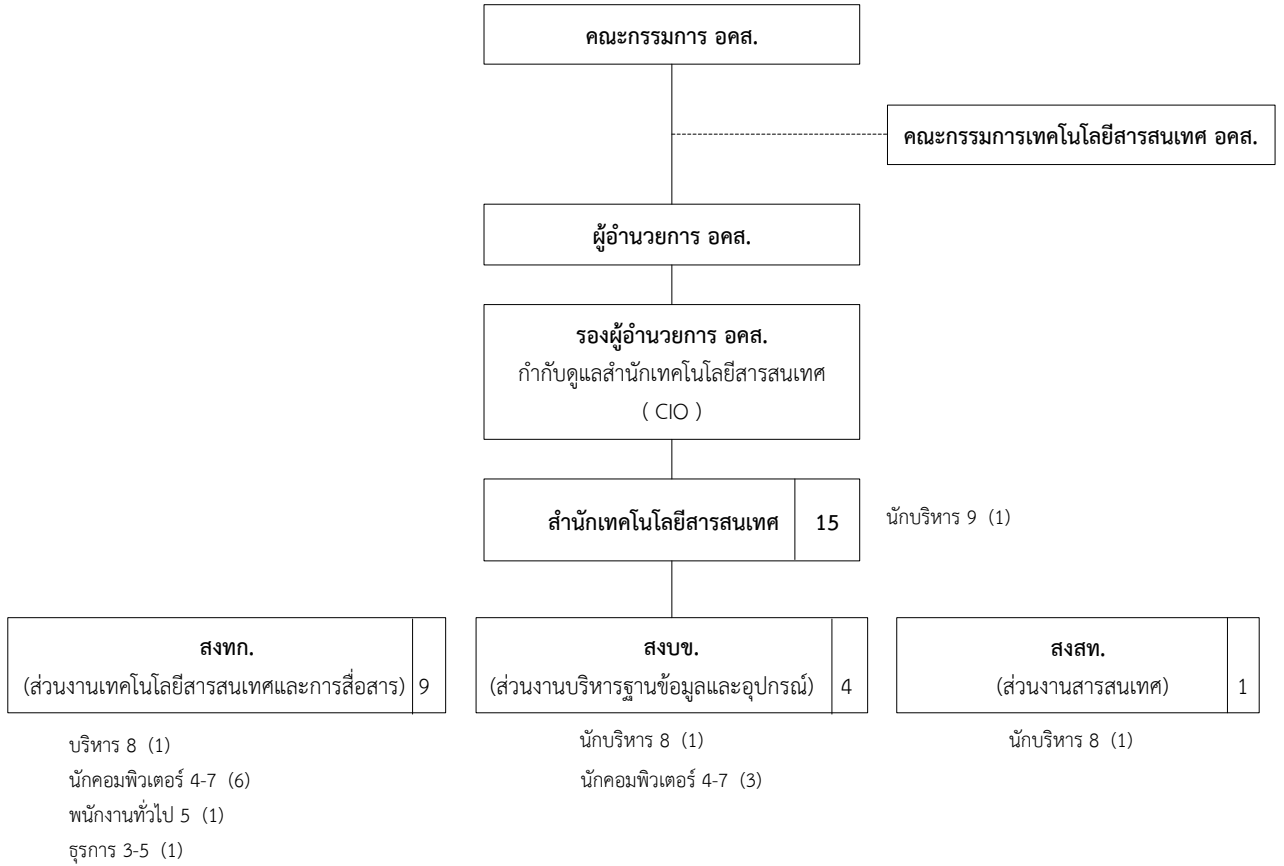 คณะกรรมการ อคส.
คณะกรรมการเทคโนโลยีสารสนเทศ อคส.
ผู้อำนวยการ อคส.
รองผู้อำนวยการ อคส.
กำกับดูแลสำนักเทคโนโลยีสารสนเทศ
( CIO )
สำนักเทคโนโลยีสารสนเทศ 15
นักบริหาร 9 (1)
สงทก.
(ส่วนงานเทคโนโลยีสารสนเทศและการสื่อสาร) 9
บริหาร 8 (1)
นักคอมพิวเตอร์ 4-7 (6)
พนักงานทั่วไป 5 (1)
ธุรการ 3-5 (1)
สงบข.
(ส่วนงานบริหารฐานข้อมูลและอุปกรณ์) 4
นักบริหาร 8 (1)
นักคอมพิวเตอร์ 4-7 (3)
สงสท.
(ส่วนงานสารสนเทศ) 1
นักบริหาร 8 (1)